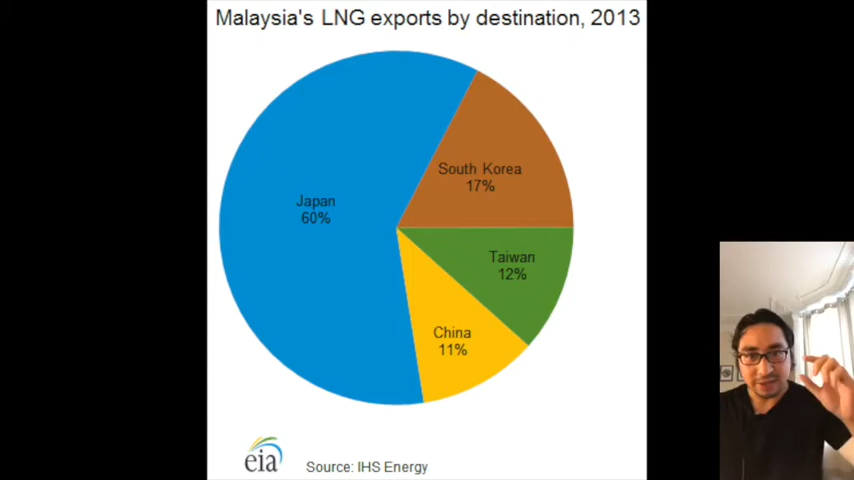 Malaysia's LNG exports by destination, 2013
South Korea
17%
Japan
60%
Taiwan
12%
China
11%
eia
Source: IHS Energy